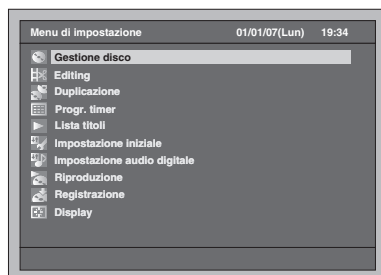 Menu di impostazione 01/01/07(Lun) 19:34
Gestione disco
Editing
Duplicazione
Progr. timer
Lista titoli
Impostazione iniziale
Impostazione audio digitale
Riproduzione
Registrazione
Display